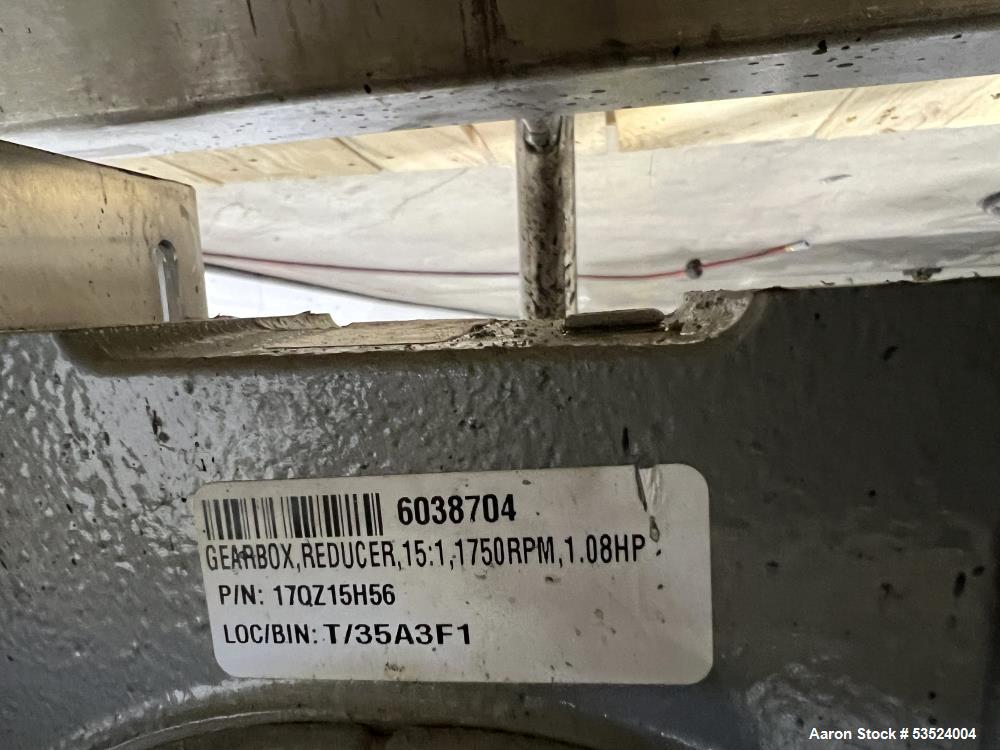 6038704
GEARBOX,REDUCER,15:1,1750RPM,1.08HP
P/N: 17QZ15H56
LOC/BIN: T/35A3F1
Aaron Stock # 53524004